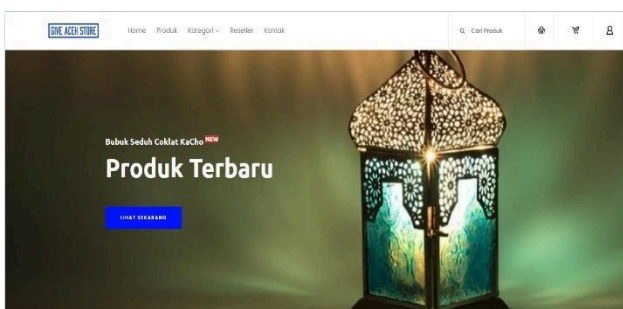 GIVE ACEH STORE
Home Produk Kategori Reseller Kontak
Cari Produk
Bubuk Seduh Coklat KaCho NEW
Produk Terbaru
LIHAT SEKARANG